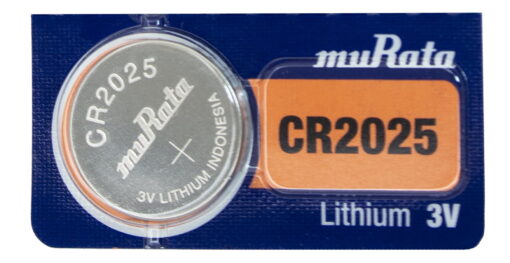 CR2025
muRata
+
3V LITHIUM INDONESIA
muRata
CR2025
Lithium 3V